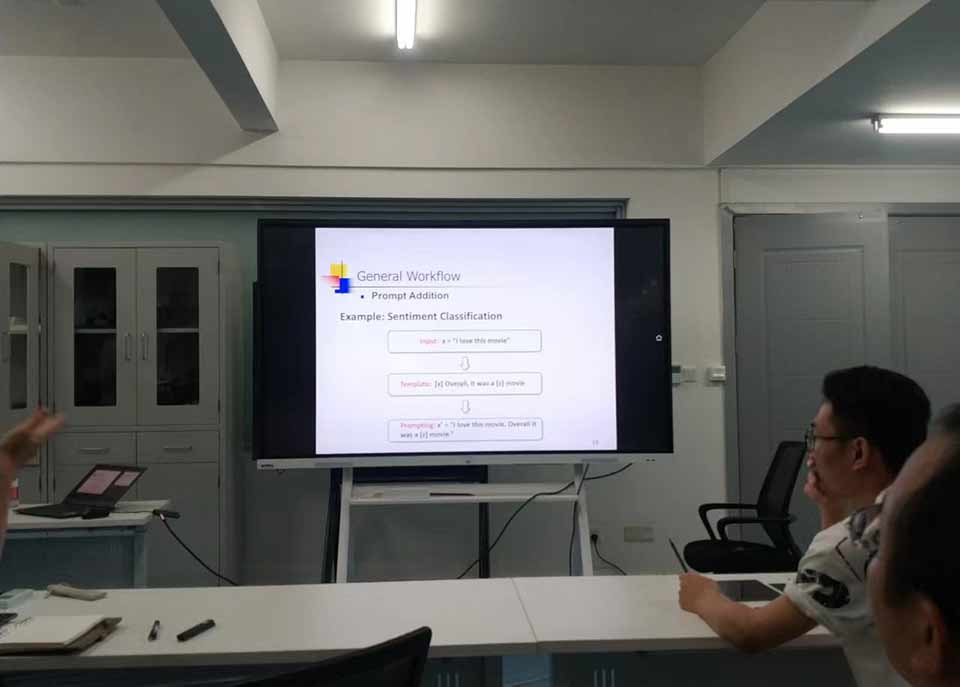 General Workflow
▪ Prompt Addition
Example: Sentiment Classification
Input: x = "I love this movie"
Template: [x] Overall, it was a [z] movie
Prompting: x' = "I love this movie. Overall it
was a [z] movie."